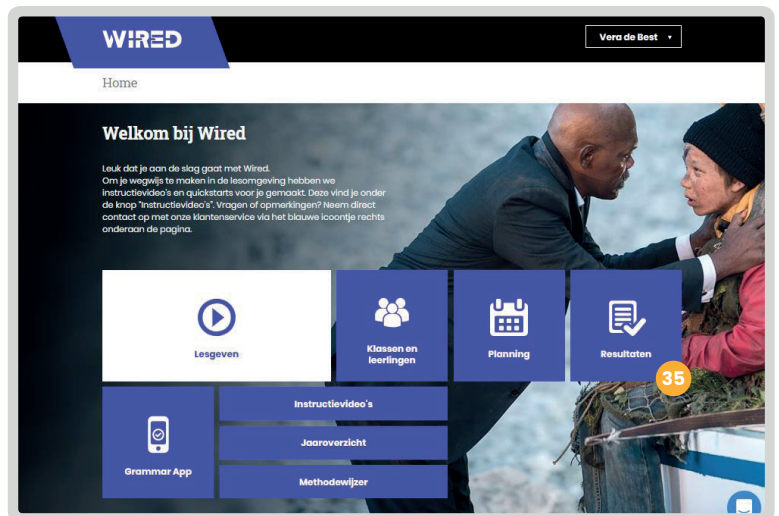 WIRED
Vera de Best
Home
Welkom bij Wired
Leuk dat je aan de slag gaat met Wired.
Om je wegwijs te maken in de lesomgeving hebben we
instructievideo's en quickstarts voor je gemaakt. Deze vind je onder
de knop "Instructievideo's". Vragen of opmerkingen? Neem direct
contact op met onze klantenservice via het blauwe icoontje rechts
onderaan de pagina.
Lesgeven
Klassen en
leerlingen
Planning
Resultaten
35
Grammar App
Instructievideo's
Jaaroverzicht
Methodewijzer